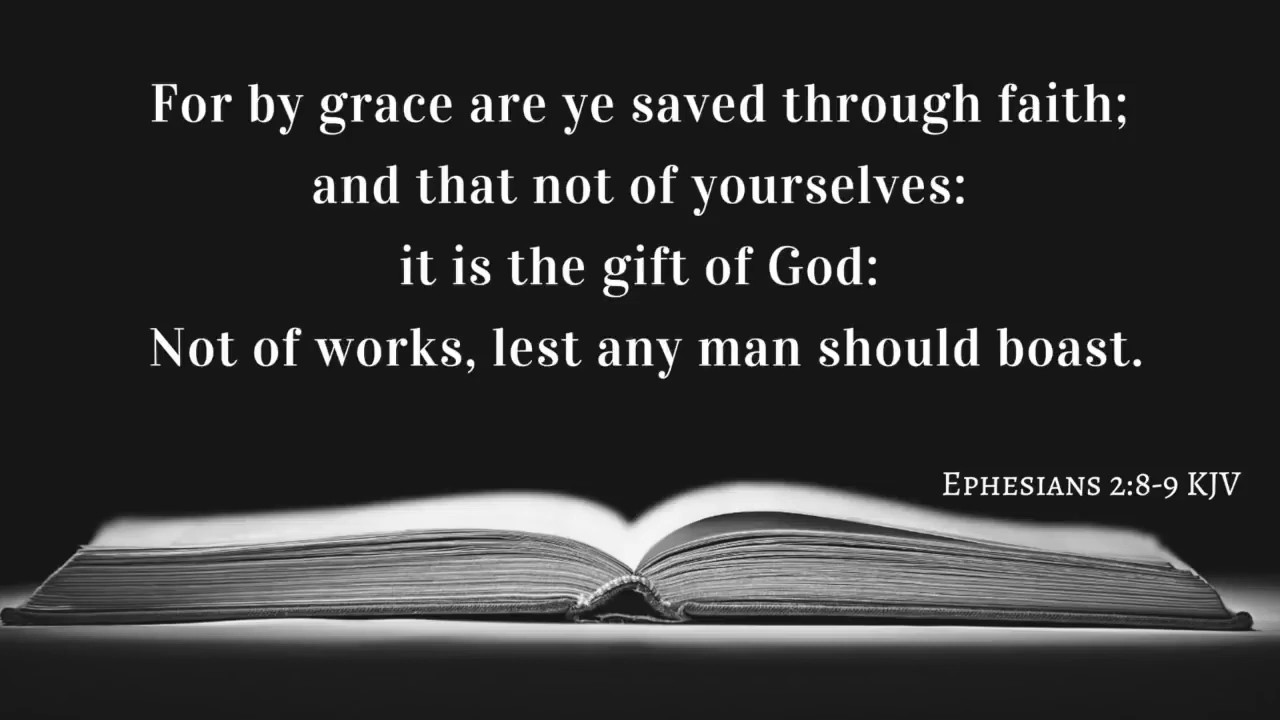 For by grace are ye saved through faith;
and that not of yourselves:
it is the gift of God:
Not of works, lest any man should boast.
Ephesians 2:8-9 KJV